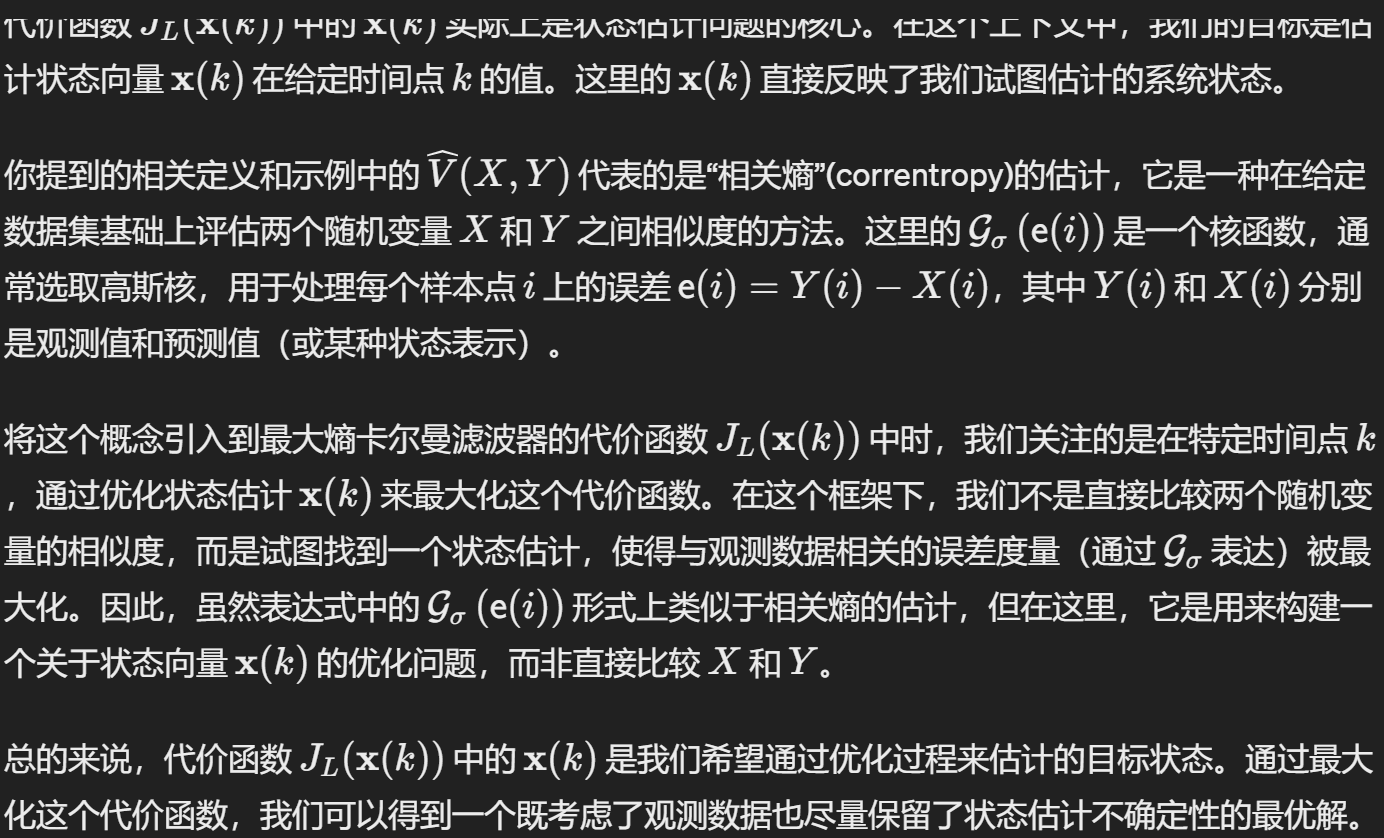 代价函数 J_L(x(k)) 中的 x(k) 实际上是状态估计问题的核心。在这个上下文中，我们的目标是估
计状态向量 x(k) 在给定时间点 k 的值。这里的 x(k) 直接反映了我们试图估计的系统状态。
你提到的相关定义和示例中的 V̂(X, Y) 代表的是“相关熵”(correntropy)的估计，它是一种在给定
数据集基础上评估两个随机变量 X 和 Y 之间相似度的方法。这里的 𝒢_σ (e(i)) 是一个核函数，通
常选取高斯核，用于处理每个样本点 i 上的误差 e(i) = Y(i) − X(i)，其中 Y(i) 和 X(i) 分别
是观测值和预测值（或某种状态表示）。
将这个概念引入到最大熵卡尔曼滤波器的代价函数 J_L(x(k)) 中时，我们关注的是在特定时间点 k
，通过优化状态估计 x(k) 来最大化这个代价函数。在这个框架下，我们不是直接比较两个随机变
量的相似度，而是试图找到一个状态估计，使得与观测数据相关的误差度量（通过 𝒢_σ 表达）被最
大化。因此，虽然表达式中的 𝒢_σ (e(i)) 形式上类似于相关熵的估计，但在这里，它是用来构建一
个关于状态向量 x(k) 的优化问题，而非直接比较 X 和 Y。
总的来说，代价函数 J_L(x(k)) 中的 x(k) 是我们希望通过优化过程来估计的目标状态。通过最大
化这个代价函数，我们可以得到一个既考虑了观测数据也尽量保留了状态估计不确定性的最优解。